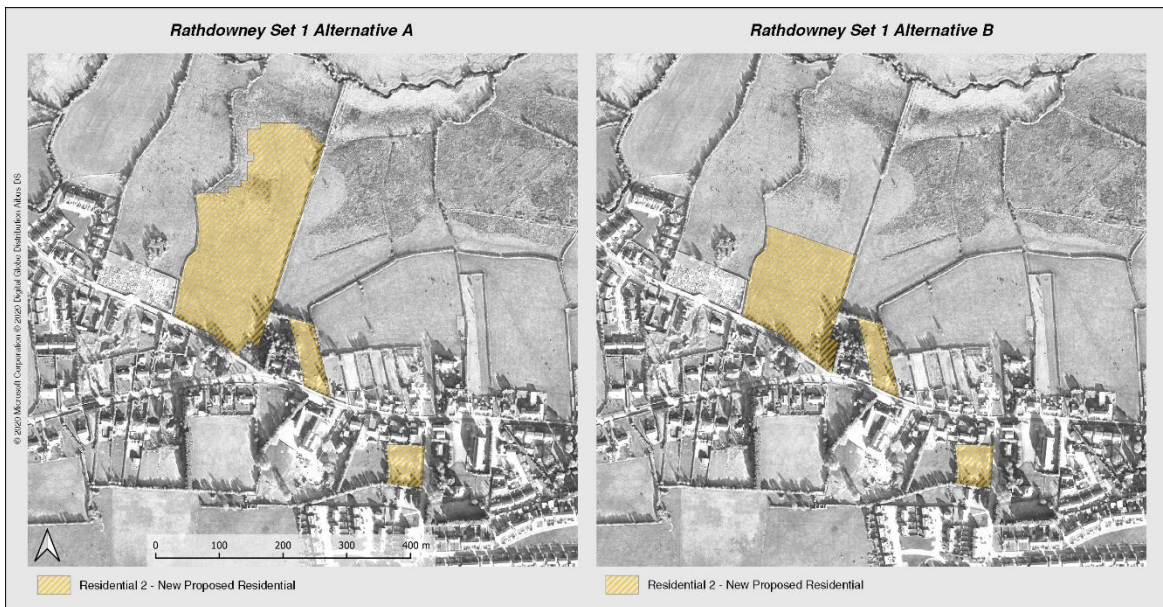 Rathdowney Set 1 Alternative A
Rathdowney Set 1 Alternative B
© 2020 Microsoft Corporation © 2020 Digital Globe Distribution Aibus DS
0 100 200 300 400 m
Residential 2 - New Proposed Residential
Residential 2 - New Proposed Residential